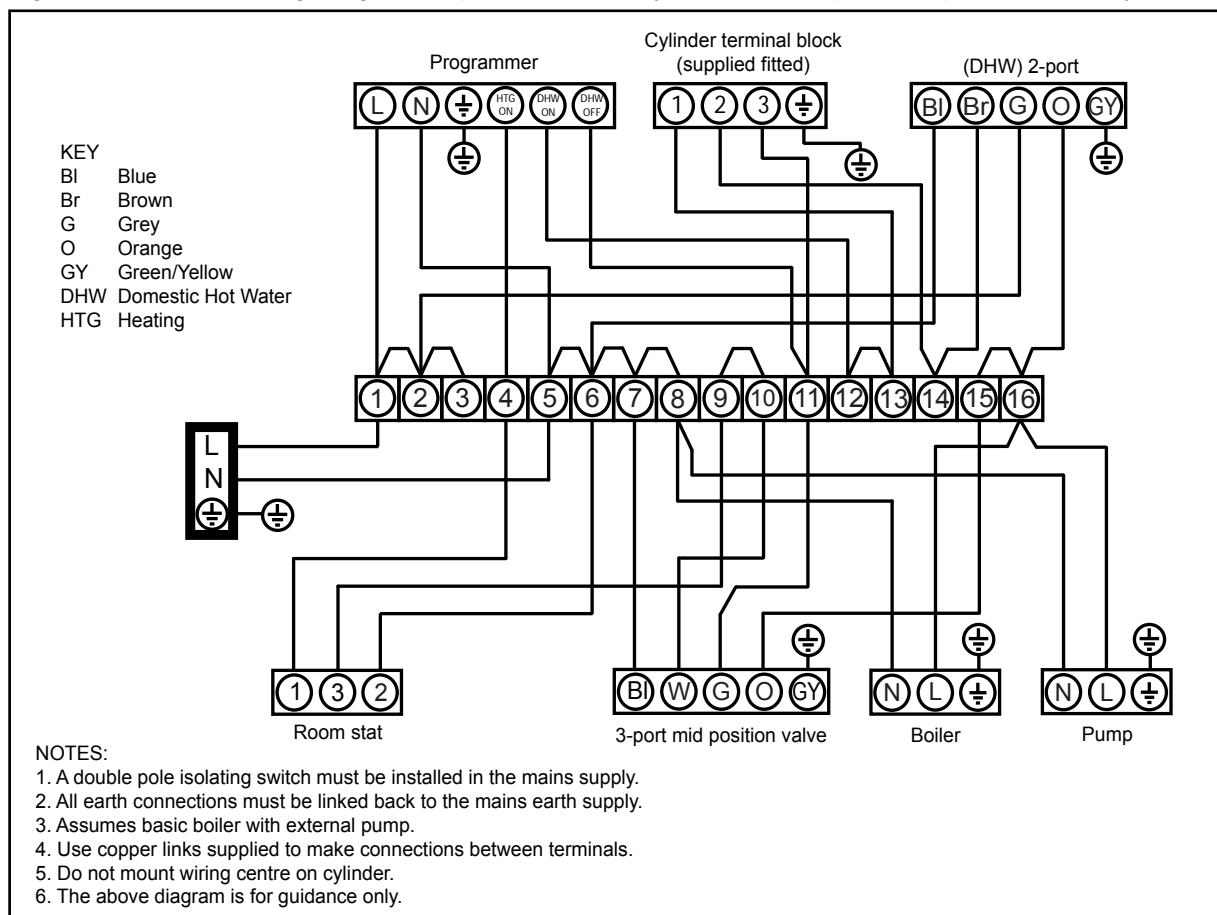 Cylinder terminal block
(supplied fitted)
Programmer
(DHW) 2-port
L N HTG ON DHW ON DHW OFF
1 2 3
Bl Br G O GY
KEY
Bl Blue
Br Brown
G Grey
O Orange
GY Green/Yellow
DHW Domestic Hot Water
HTG Heating
1 2 3 4 5 6 7 8 9 10 11 12 13 14 15 16
L
N
1 3 2
Bl W G O GY
N L
N L
Room stat
3-port mid position valve
Boiler
Pump
NOTES:
1. A double pole isolating switch must be installed in the mains supply.
2. All earth connections must be linked back to the mains earth supply.
3. Assumes basic boiler with external pump.
4. Use copper links supplied to make connections between terminals.
5. Do not mount wiring centre on cylinder.
6. The above diagram is for guidance only.